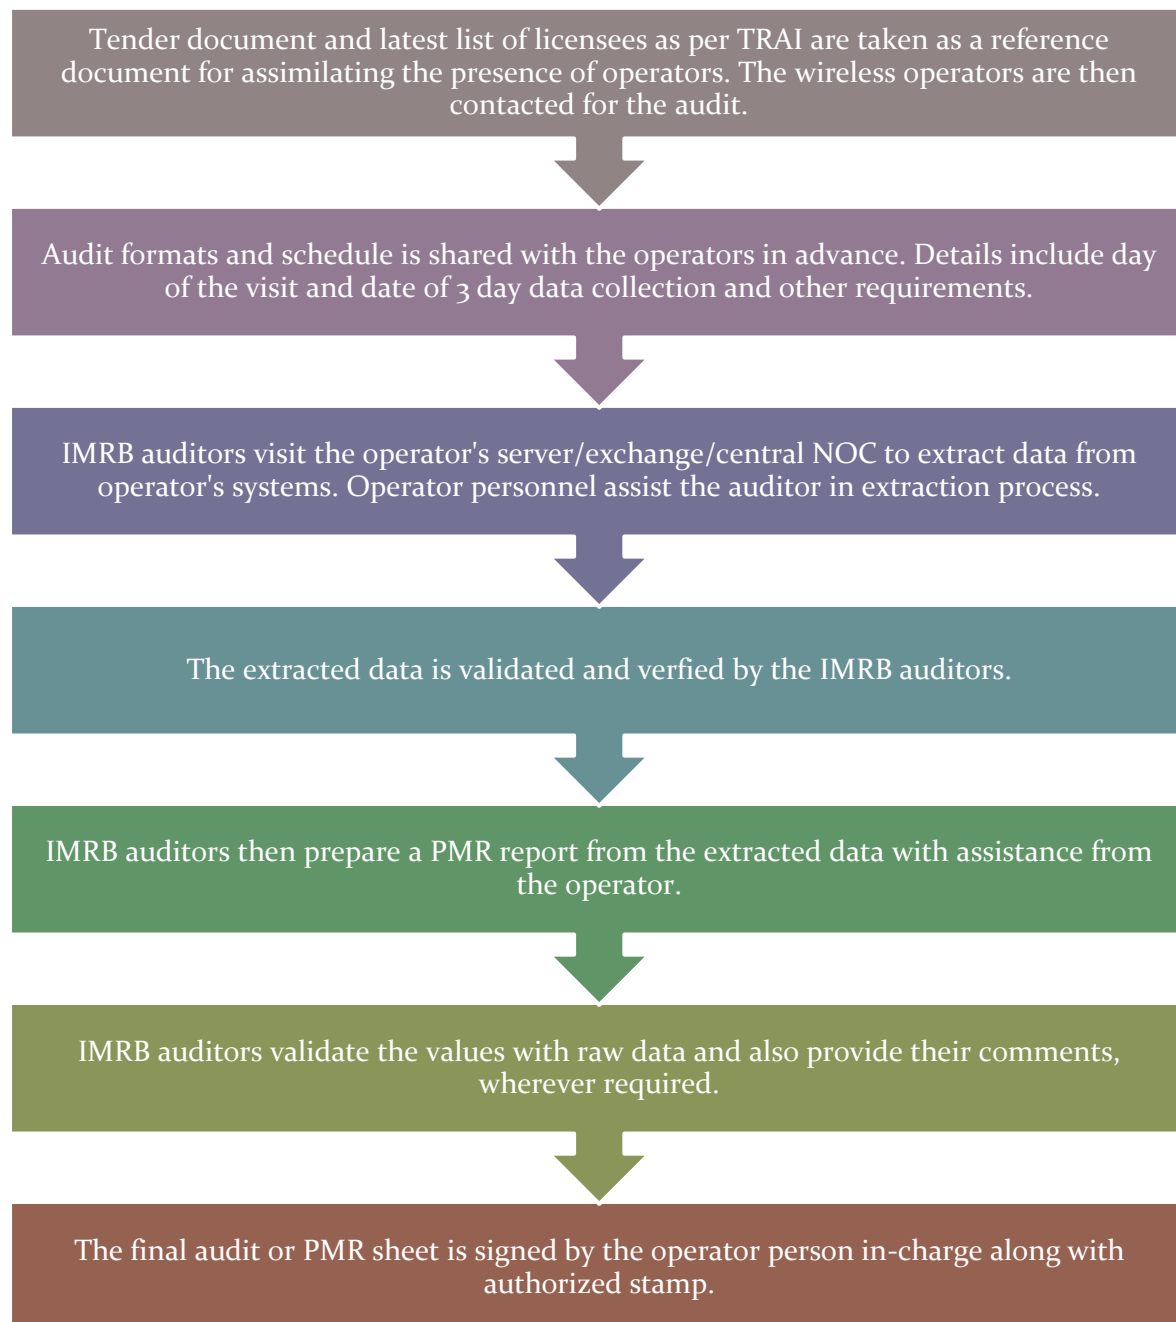 Tender document and latest list of licensees as per TRAI are taken as a reference
document for assimilating the presence of operators. The wireless operators are then
contacted for the audit.
Audit formats and schedule is shared with the operators in advance. Details include day
of the visit and date of 3 day data collection and other requirements.
IMRB auditors visit the operator's server/exchange/central NOC to extract data from
operator's systems. Operator personnel assist the auditor in extraction process.
The extracted data is validated and verfied by the IMRB auditors.
IMRB auditors then prepare a PMR report from the extracted data with assistance from
the operator.
IMRB auditors validate the values with raw data and also provide their comments,
wherever required.
The final audit or PMR sheet is signed by the operator person in-charge along with
authorized stamp.